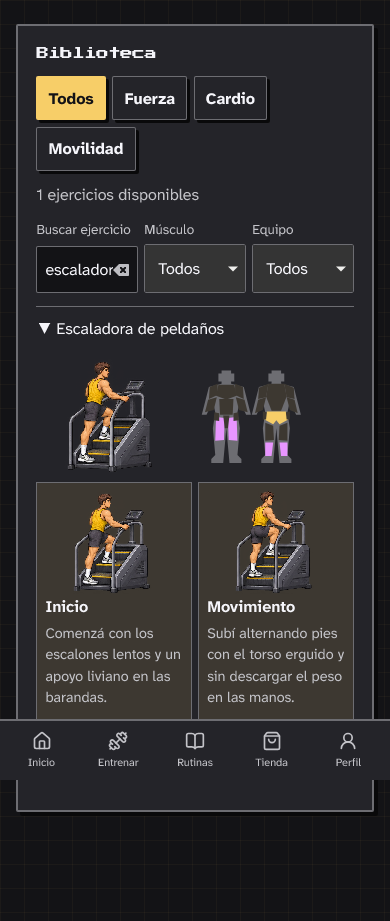 Biblioteca
Todos
Fuerza
Cardio
Movilidad
1 ejercicios disponibles
Buscar ejercicio
Músculo
Equipo
escalador
Todos
Todos
▼ Escaladora de peldaños
Inicio
Comenzá con los
escalones lentos y un
apoyo liviano en las
barandas.
Movimiento
Subí alternando pies
con el torso erguido y
sin descargar el peso
en las manos.
Inicio
Entrenar
Rutinas
Tienda
Perfil